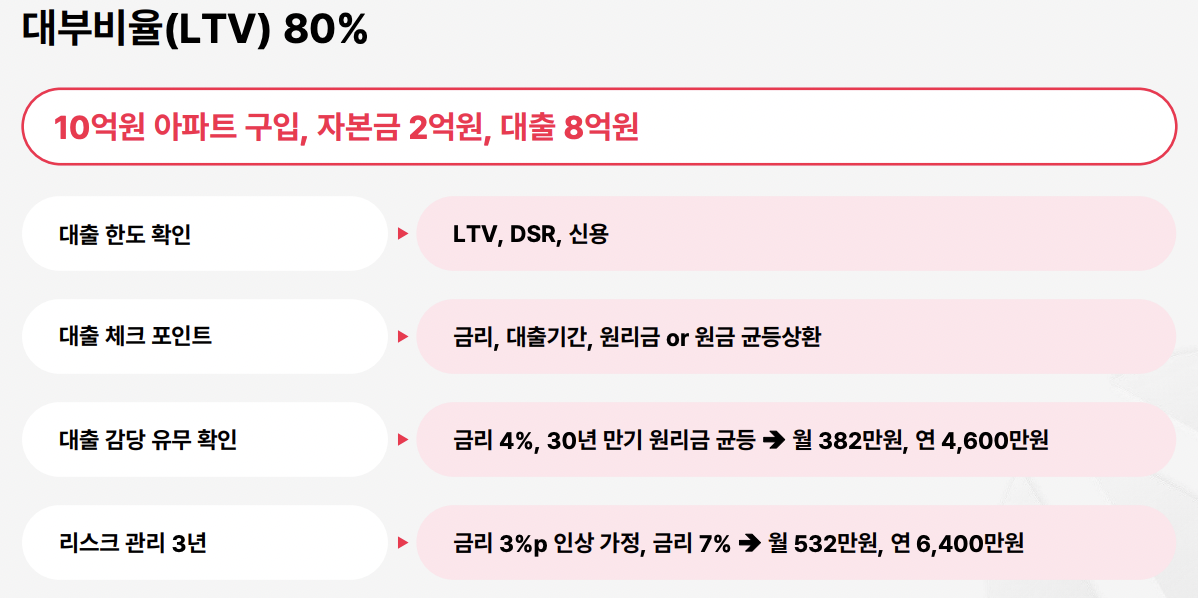 대부비율(LTV) 80%
10억원 아파트 구입, 자본금 2억원, 대출 8억원
대출 한도 확인 ▶ LTV, DSR, 신용
대출 체크 포인트 ▶ 금리, 대출기간, 원리금 or 원금 균등상환
대출 감당 유무 확인 ▶ 금리 4%, 30년 만기 원리금 균등 ➔ 월 382만원, 연 4,600만원
리스크 관리 3년 ▶ 금리 3%p 인상 가정, 금리 7% ➔ 월 532만원, 연 6,400만원